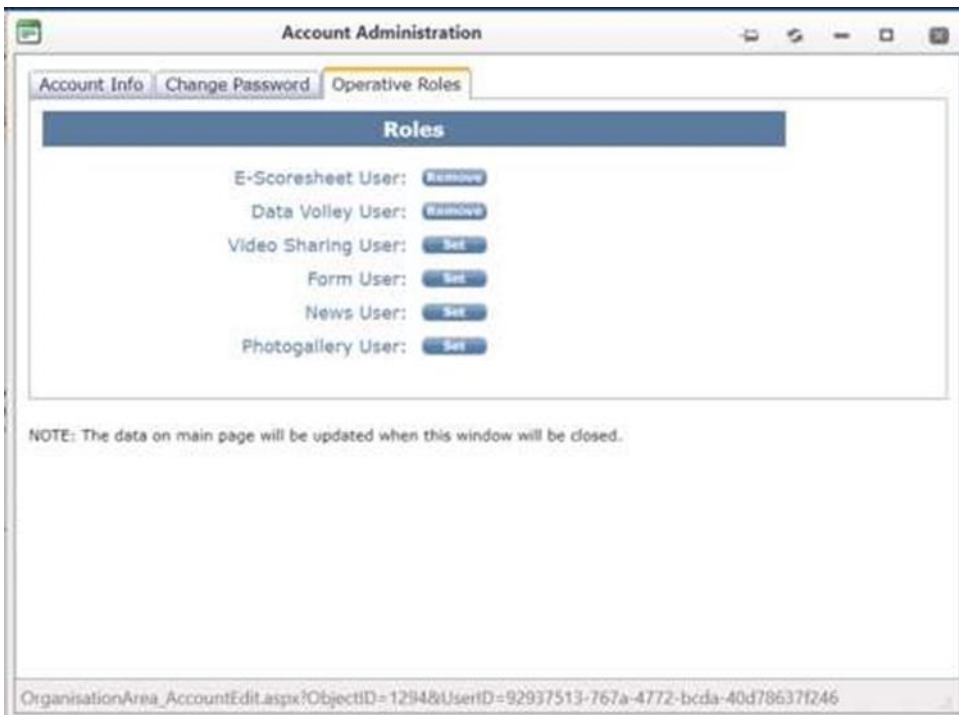 Account Administration
Account Info Change Password Operative Roles
Roles
E-Scoresheet User: Remove
Data Volley User: Remove
Video Sharing User: Set
Form User: Set
News User: Set
Photogallery User: Set
NOTE: The data on main page will be updated when this window will be closed.
OrganisationArea_AccountEdit.aspx?ObjectID=1294&UserID=92937513-767a-4772-bcda-40d78637f246